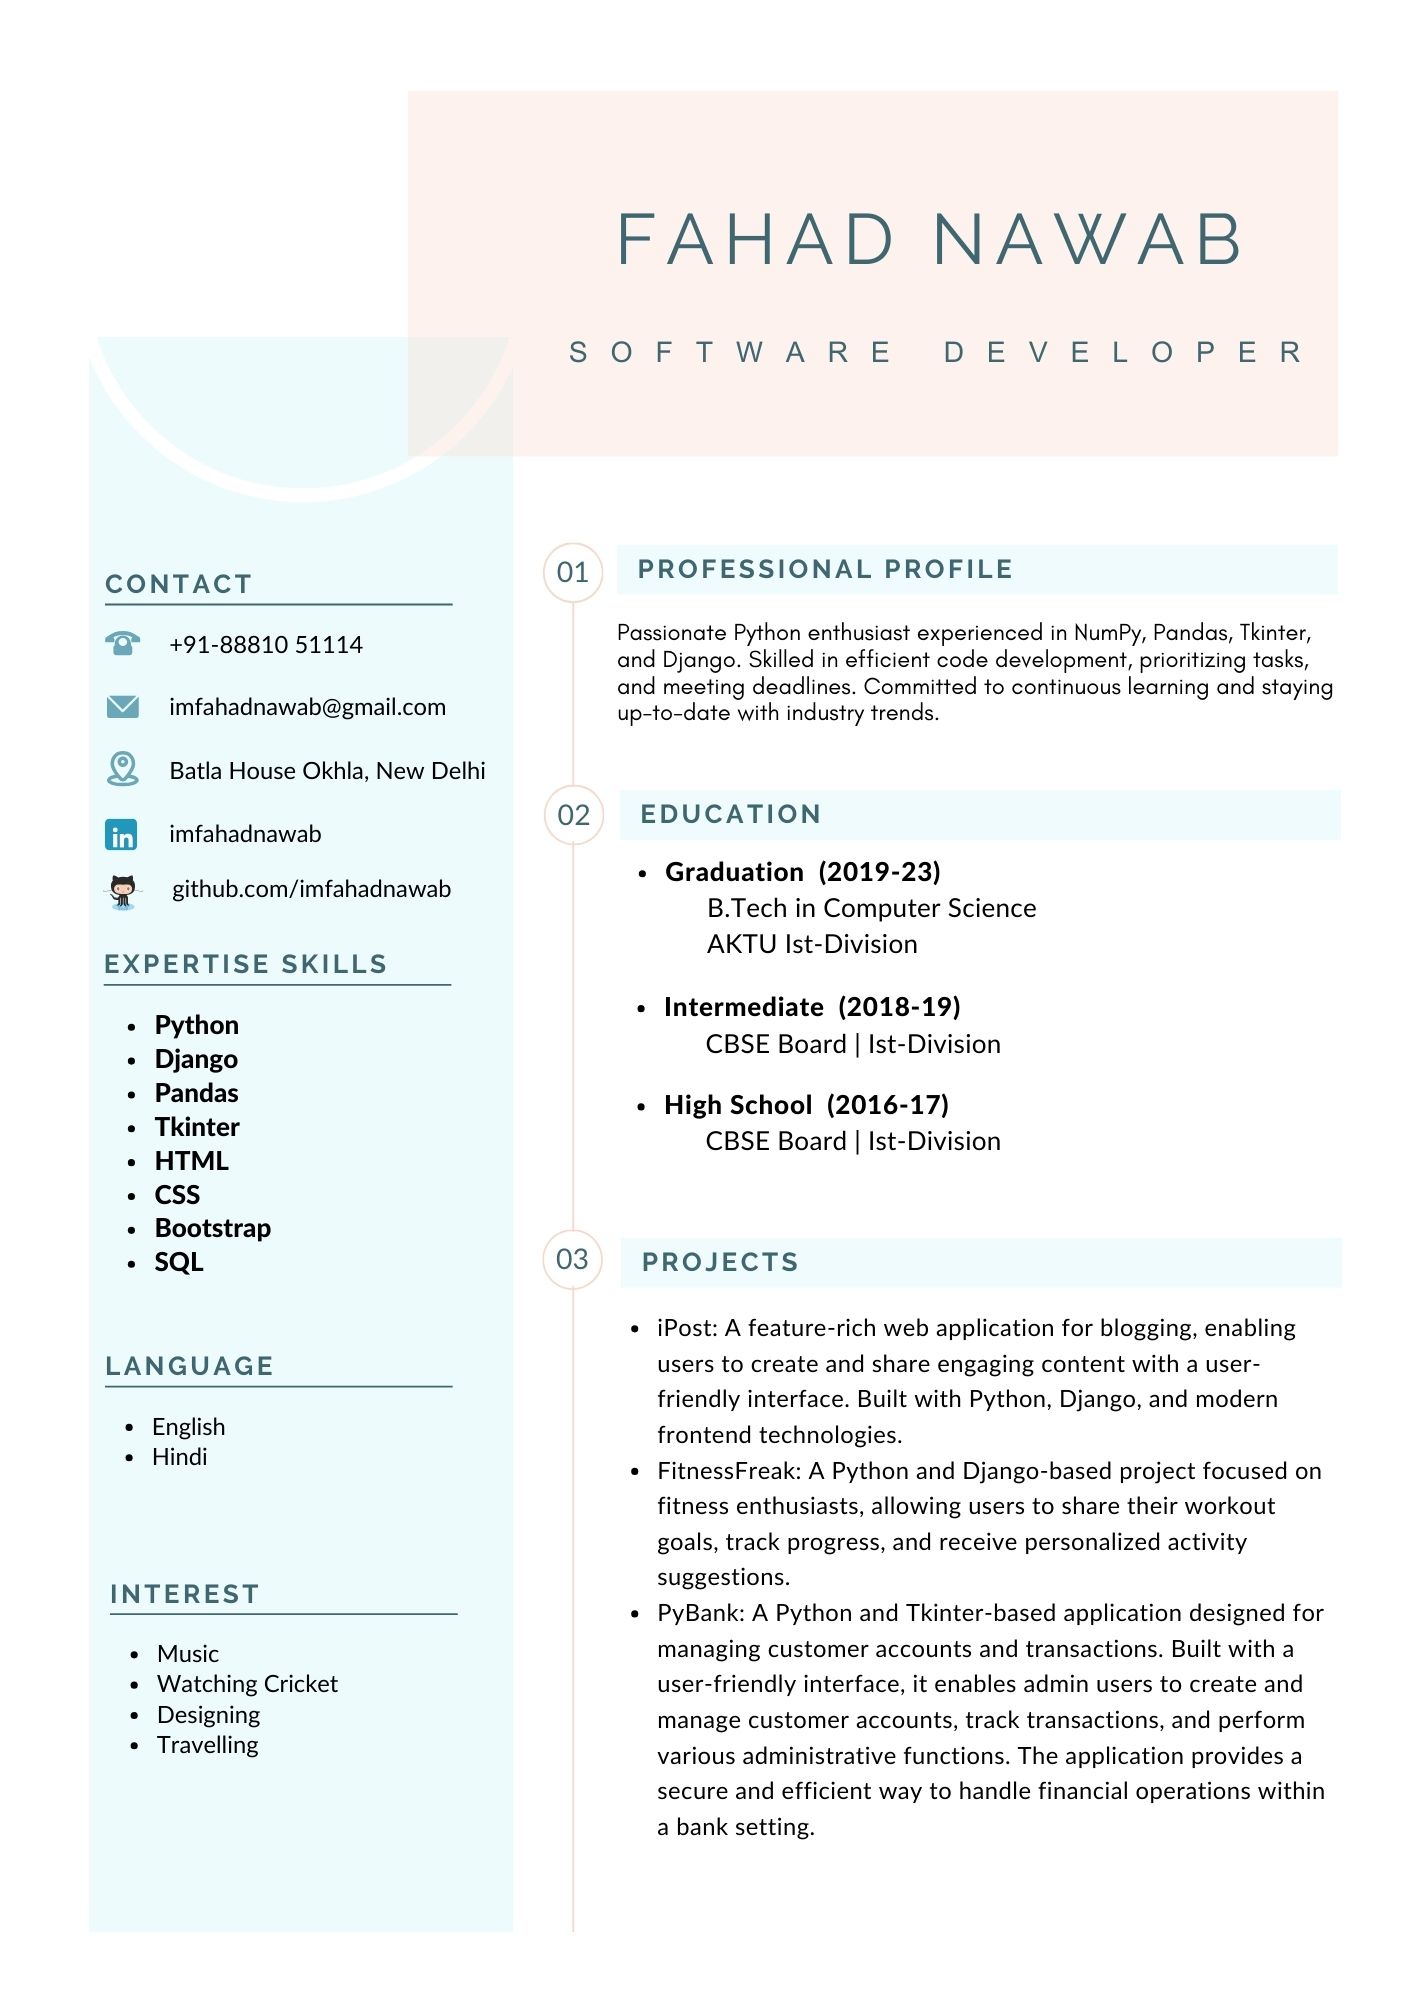 FAHAD NAWAB
SOFTWARE DEVELOPER
CONTACT
+91-88810 51114
imfahadnawab@gmail.com
Batla House Okhla, New Delhi
in
imfahadnawab
github.com/imfahadnawab
EXPERTISE SKILLS
• Python
• Django
• Pandas
• Tkinter
• HTML
• CSS
• Bootstrap
• SQL
LANGUAGE
• English
• Hindi
INTEREST
• Music
• Watching Cricket
• Designing
• Travelling
01 PROFESSIONAL PROFILE
Passionate Python enthusiast experienced in NumPy, Pandas, Tkinter,
and Django. Skilled in efficient code development, prioritizing tasks,
and meeting deadlines. Committed to continuous learning and staying
up-to-date with industry trends.
02 EDUCATION
• Graduation (2019-23)
B.Tech in Computer Science
AKTU Ist-Division
• Intermediate (2018-19)
CBSE Board | Ist-Division
• High School (2016-17)
CBSE Board | Ist-Division
03 PROJECTS
• iPost: A feature-rich web application for blogging, enabling
users to create and share engaging content with a user-
friendly interface. Built with Python, Django, and modern
frontend technologies.
• FitnessFreak: A Python and Django-based project focused on
fitness enthusiasts, allowing users to share their workout
goals, track progress, and receive personalized activity
suggestions.
• PyBank: A Python and Tkinter-based application designed for
managing customer accounts and transactions. Built with a
user-friendly interface, it enables admin users to create and
manage customer accounts, track transactions, and perform
various administrative functions. The application provides a
secure and efficient way to handle financial operations within
a bank setting.